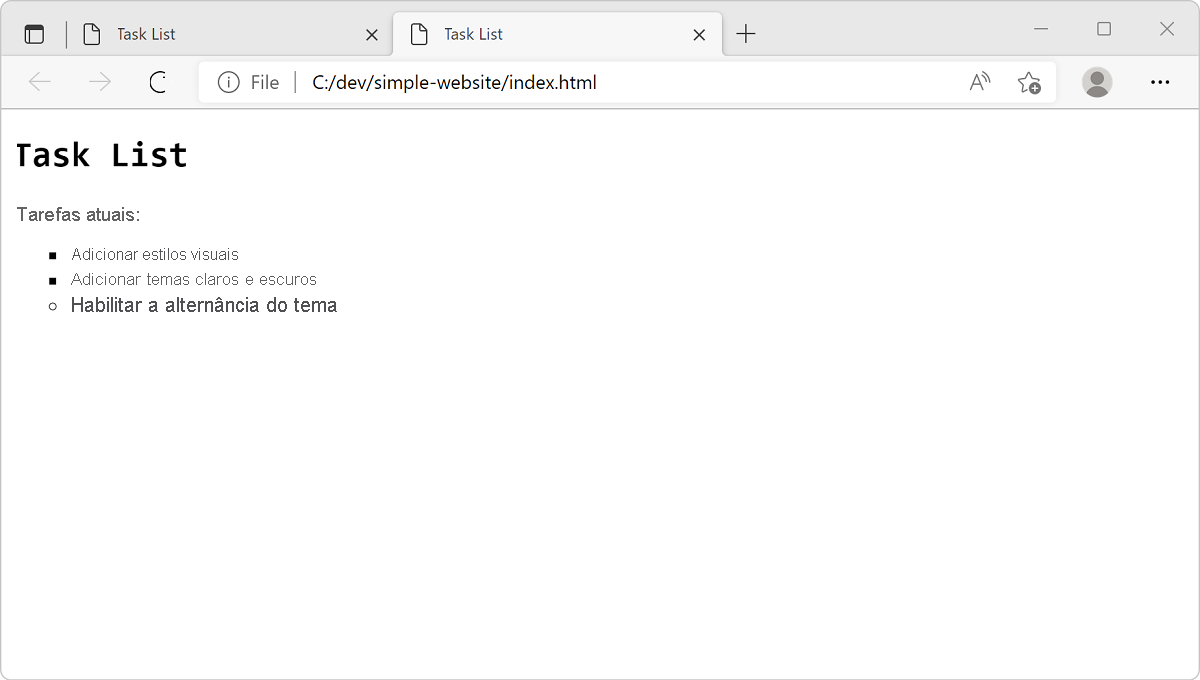 Task List
Task List
File
C:/dev/simple-website/index.html
Task List
Tarefas atuais:
Adicionar estilos visuais
Adicionar temas claros e escuros
Habilitar a alternância do tema